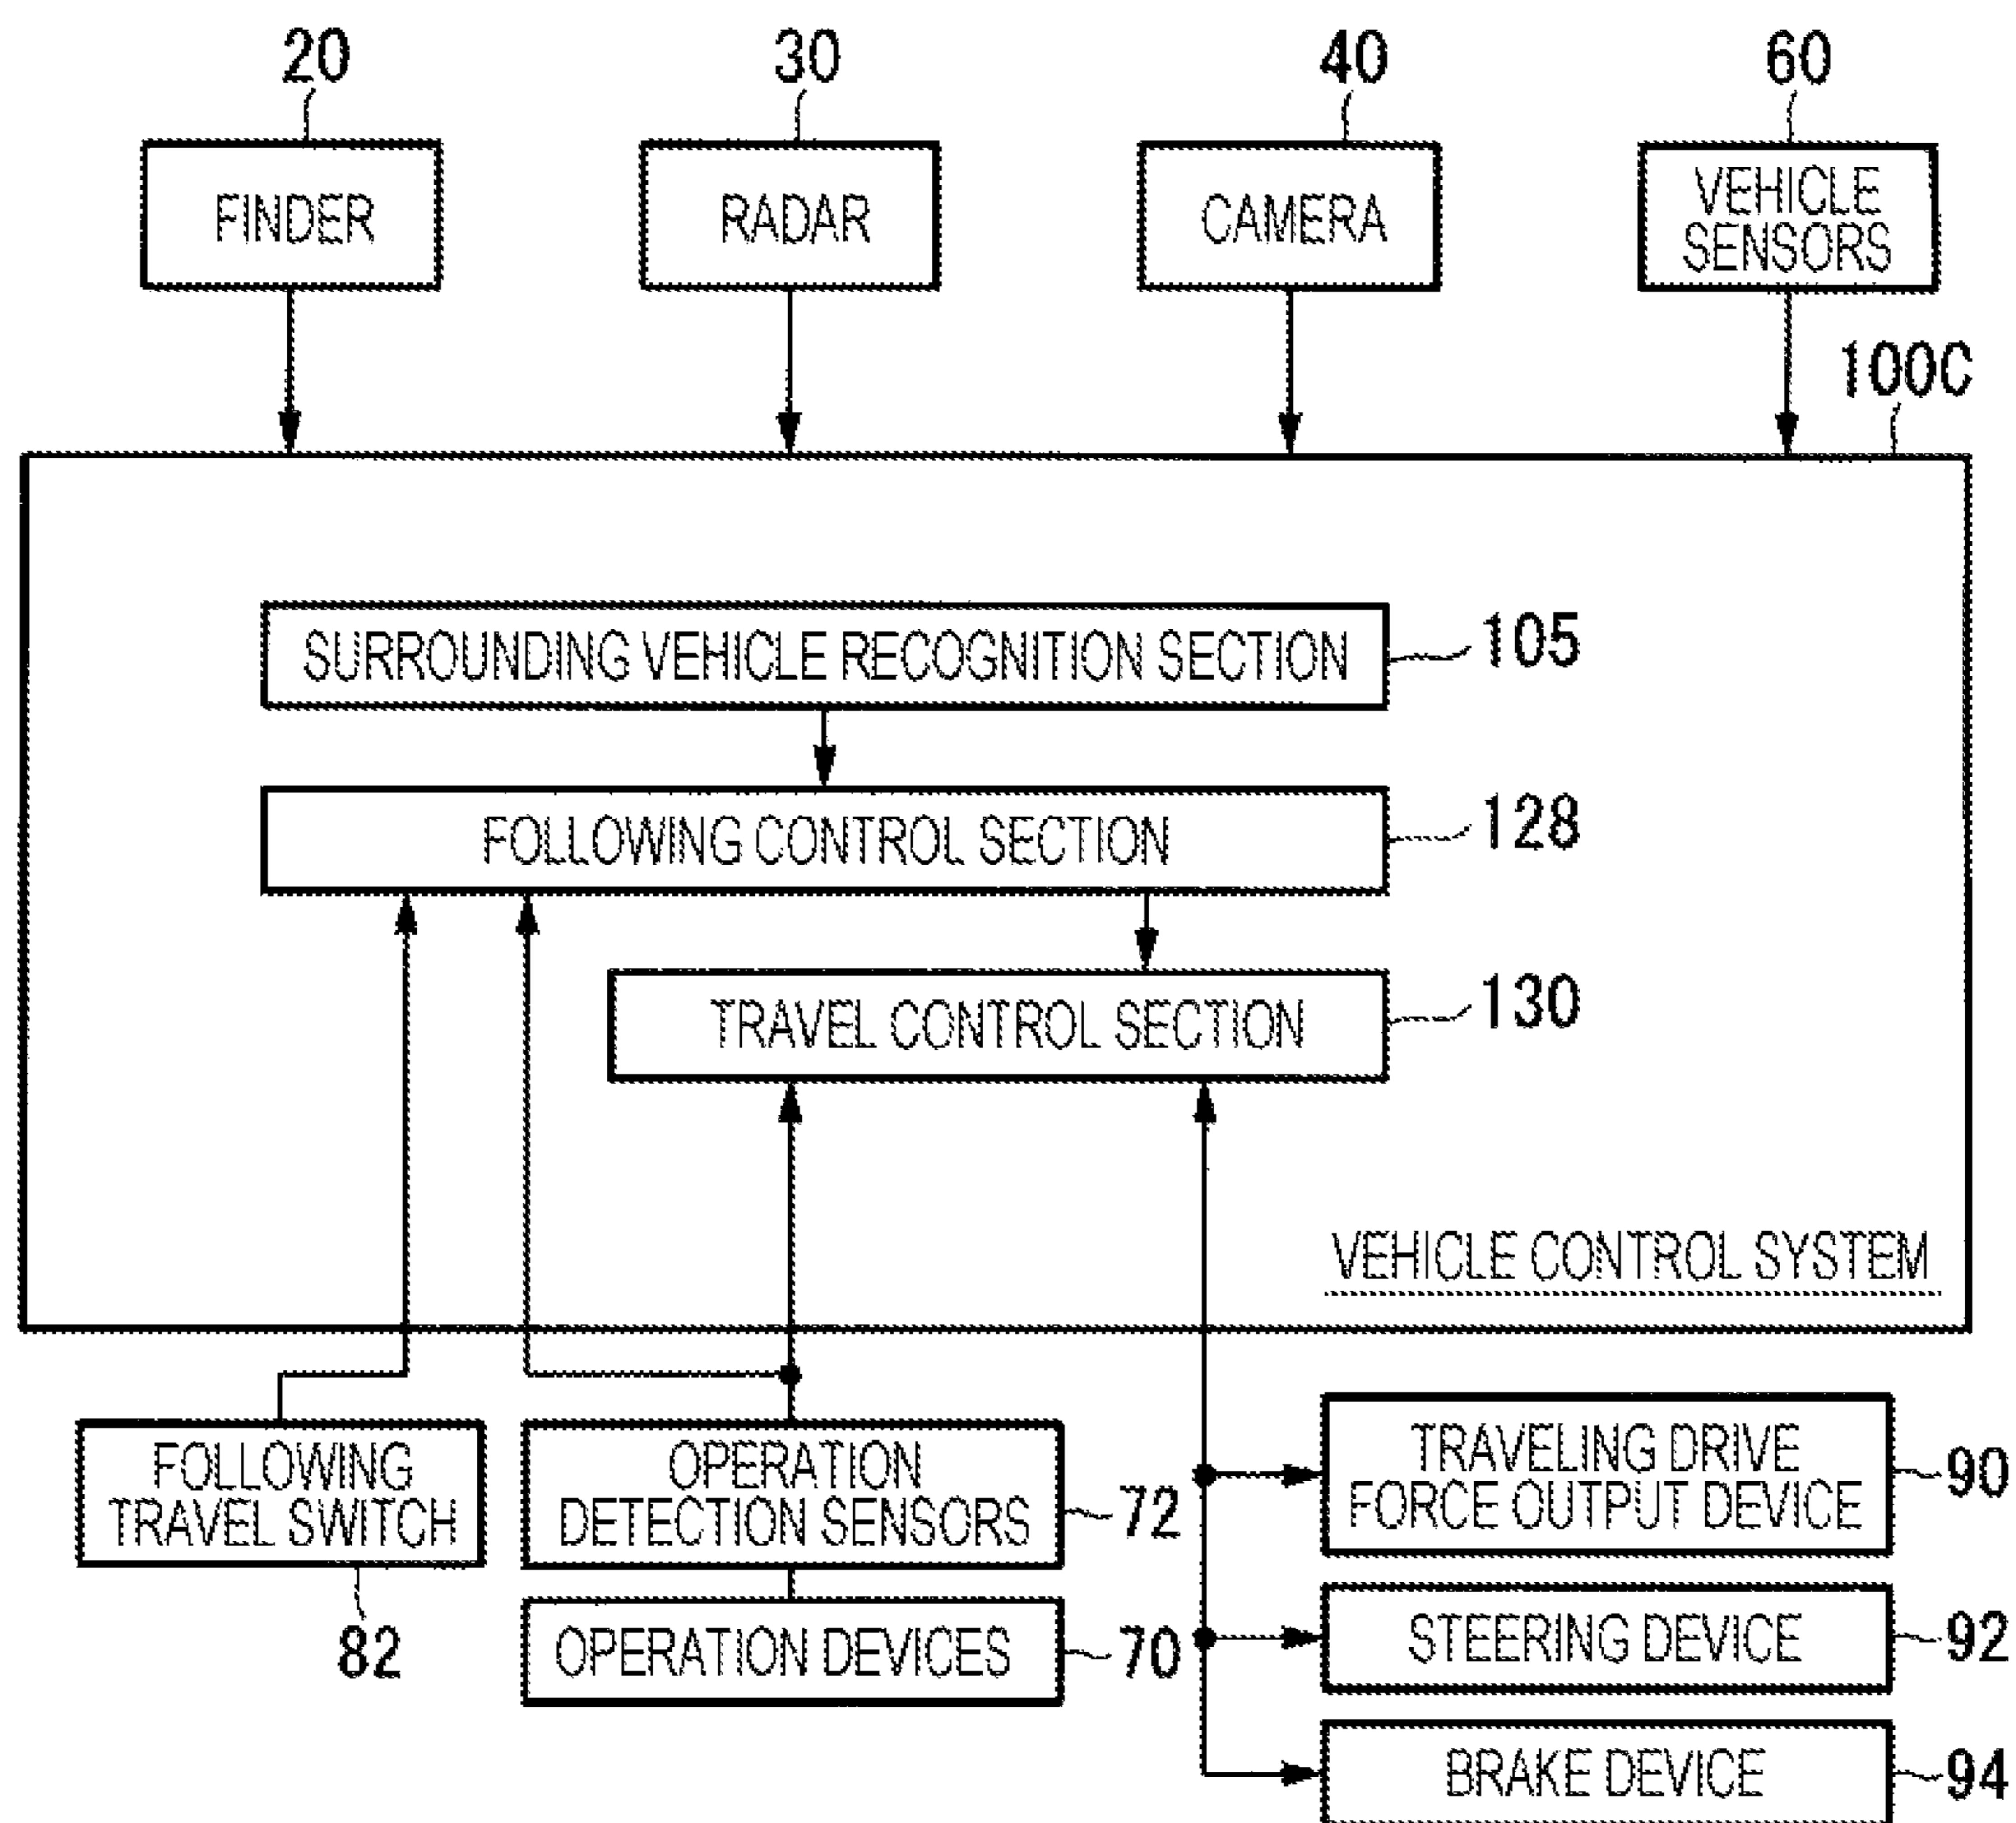 20
30
40
60
FINDER
RADAR
CAMERA
VEHICLE
SENSORS
100C
SURROUNDING VEHICLE RECOGNITION SECTION
105
FOLLOWING CONTROL SECTION
128
TRAVEL CONTROL SECTION
130
VEHICLE CONTROL SYSTEM
FOLLOWING
TRAVEL SWITCH
82
OPERATION
DETECTION SENSORS
72
OPERATION DEVICES
70
TRAVELING DRIVE
FORCE OUTPUT DEVICE
90
STEERING DEVICE
92
BRAKE DEVICE
94